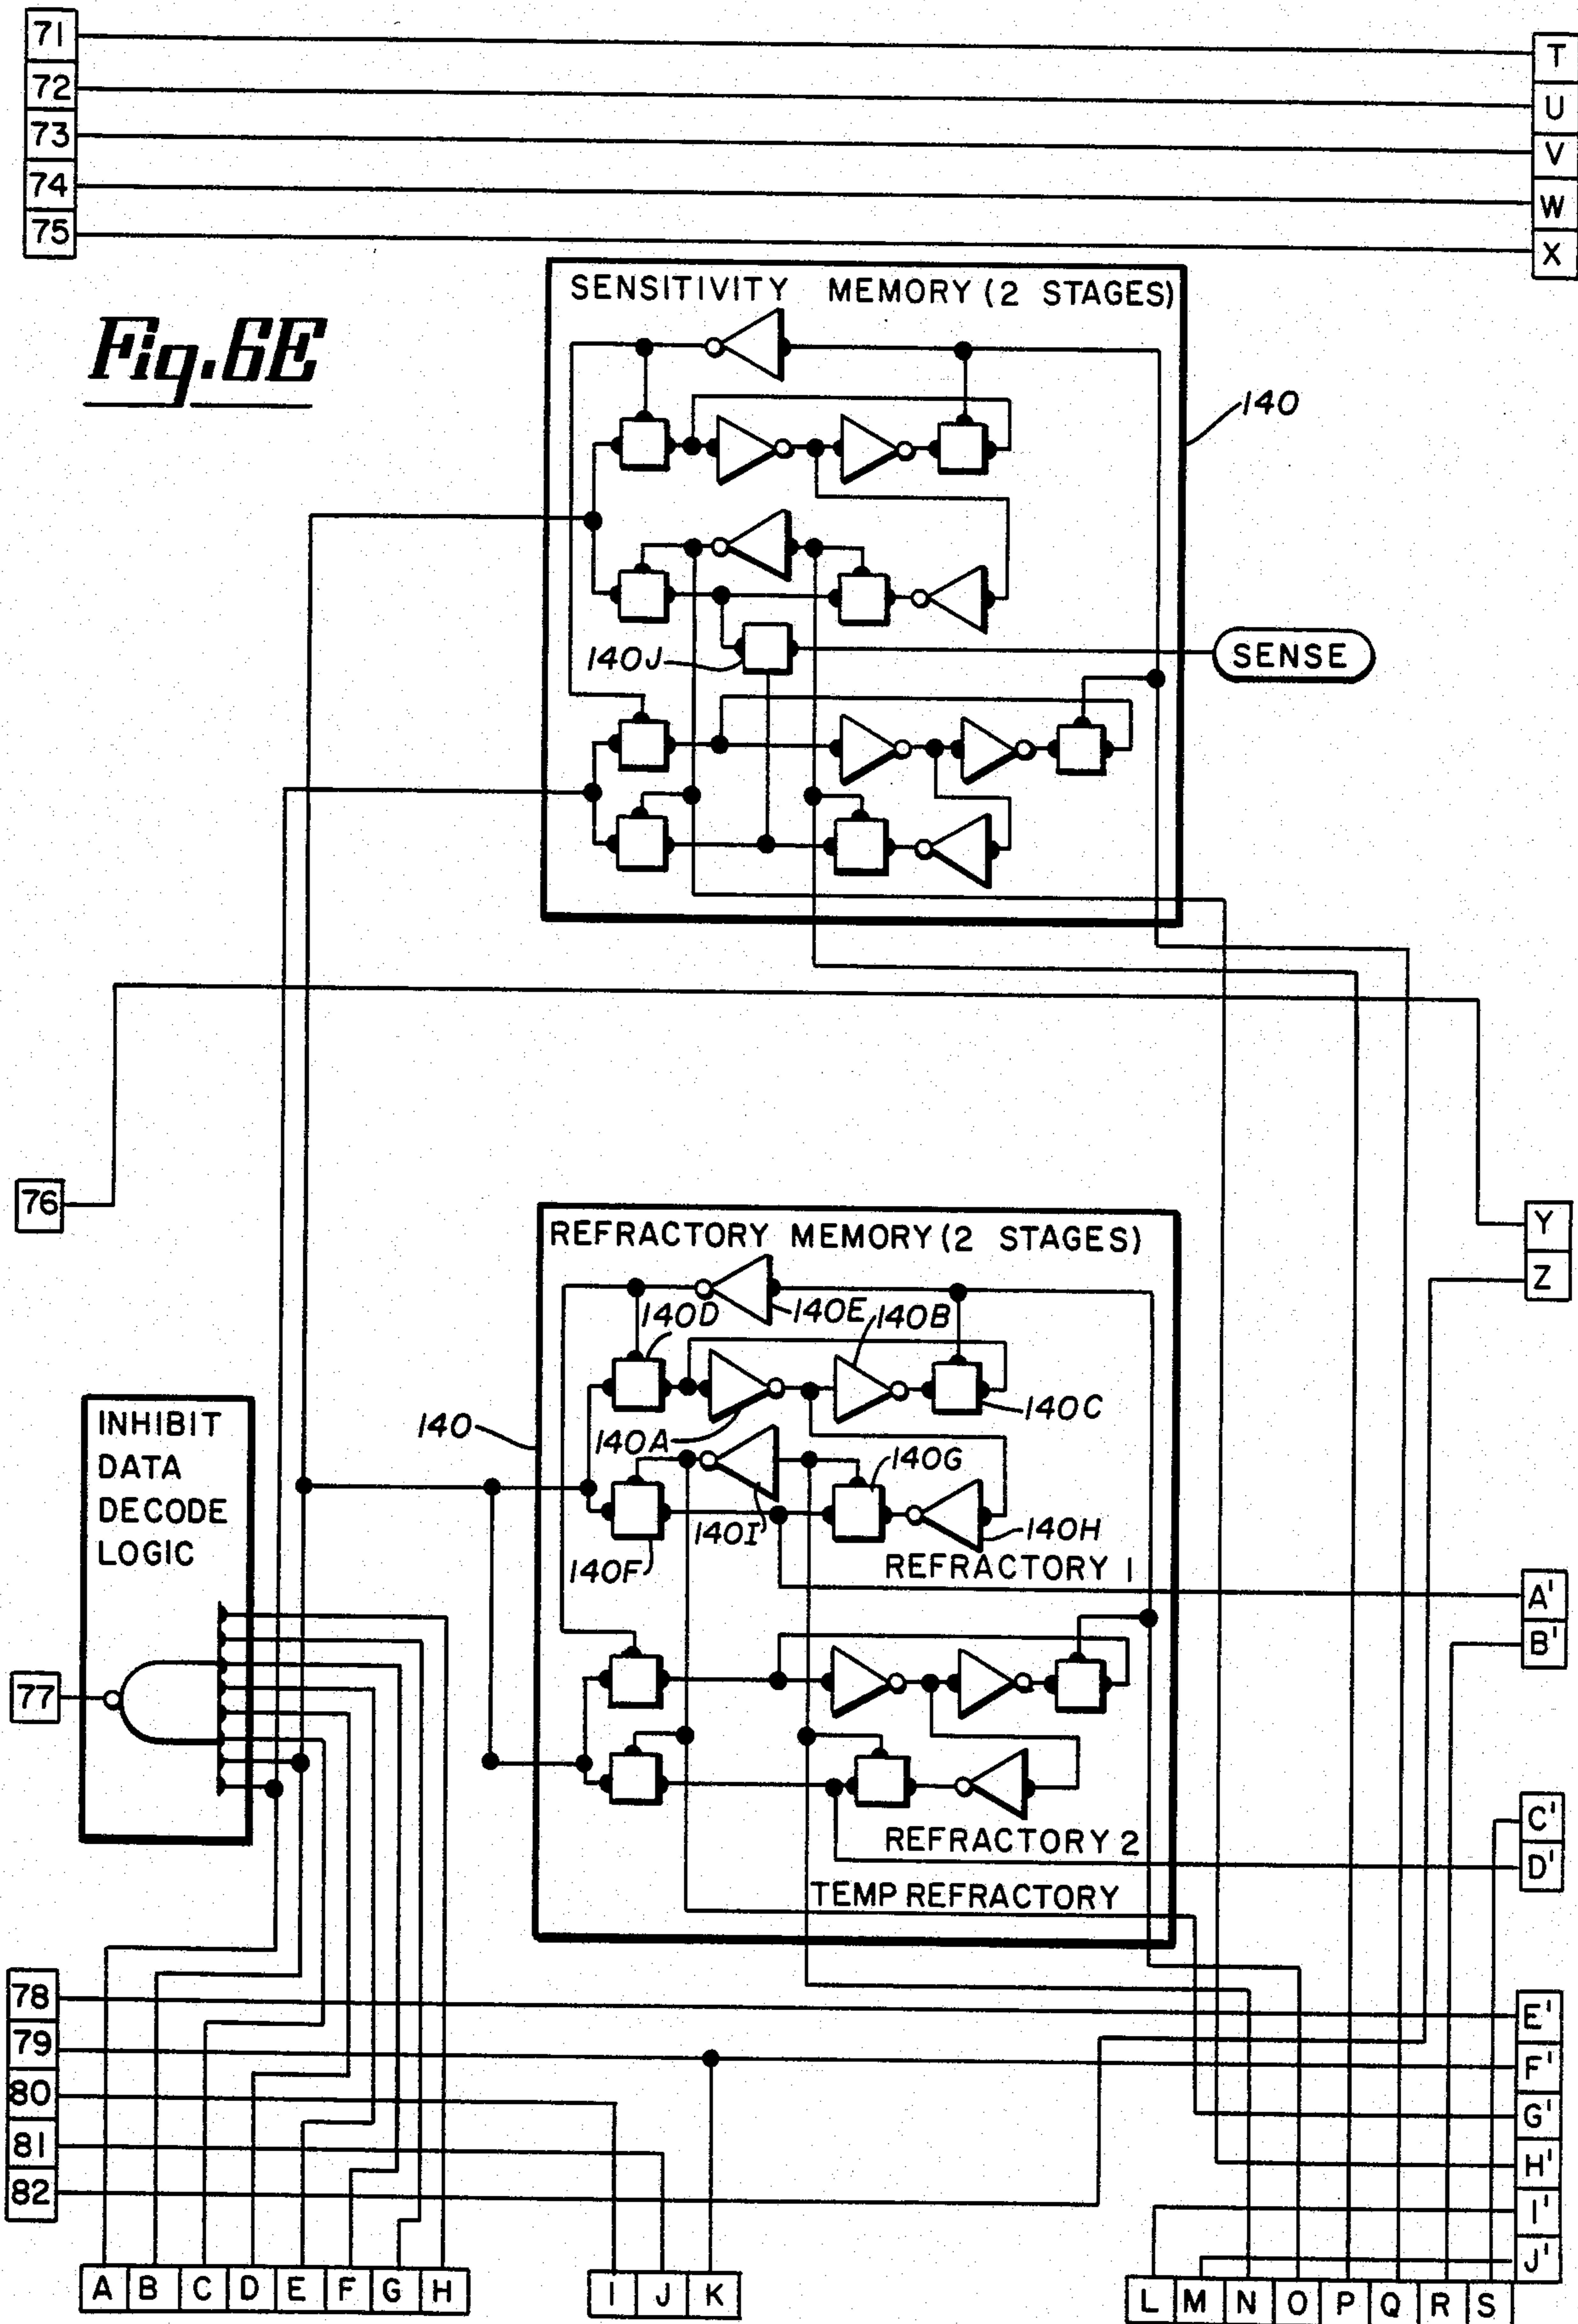 71
T
72
U
73
V
74
W
75
X
Fig.6E
SENSITIVITY MEMORY (2 STAGES)
140
140J
SENSE
76
Y
Z
REFRACTORY MEMORY (2 STAGES)
140D
140E
140B
140C
140
140A
140G
140I
140H
140F
REFRACTORY 1
INHIBIT
DATA
DECODE
LOGIC
A'
B'
77
C'
D'
REFRACTORY 2
TEMP REFRACTORY
78
E'
79
F'
80
G'
81
H'
82
I'
J'
A B C D E F G H
I J K
L M N O P Q R S